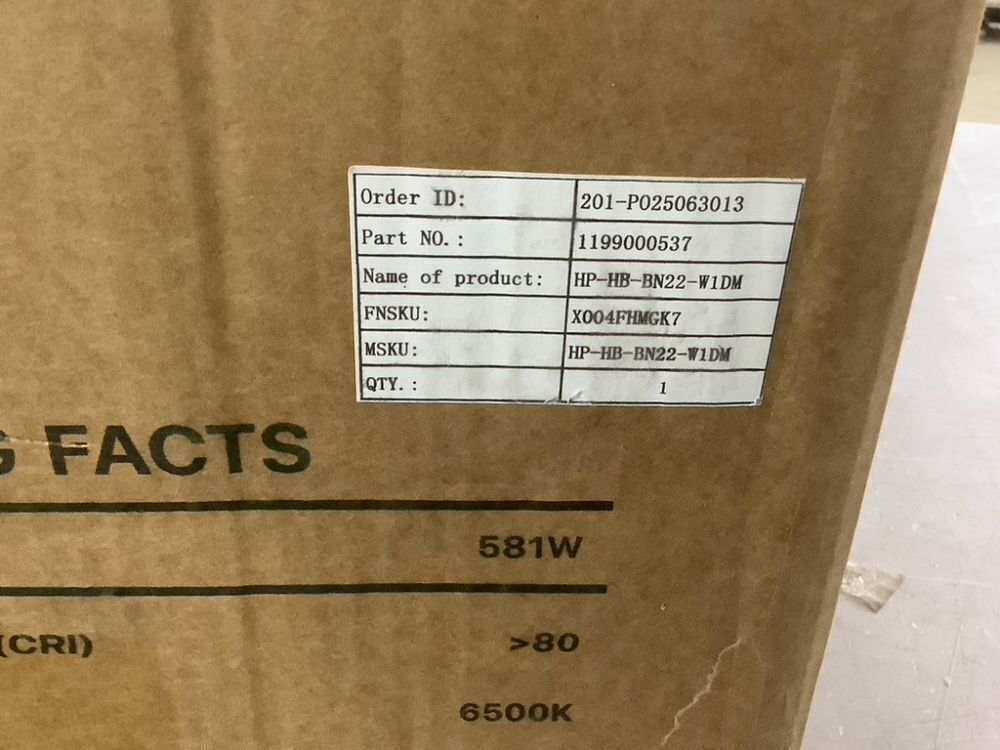 Order ID: 201-PO25063013
Part NO.: 1199000537
Name of product: HP-HB-BN22-W1DM
FNSKU: X004FHMGK7
MSKU: HP-HB-BN22-W1DM
QTY.: 1
FACTS
581W
(CRI) >80
6500K